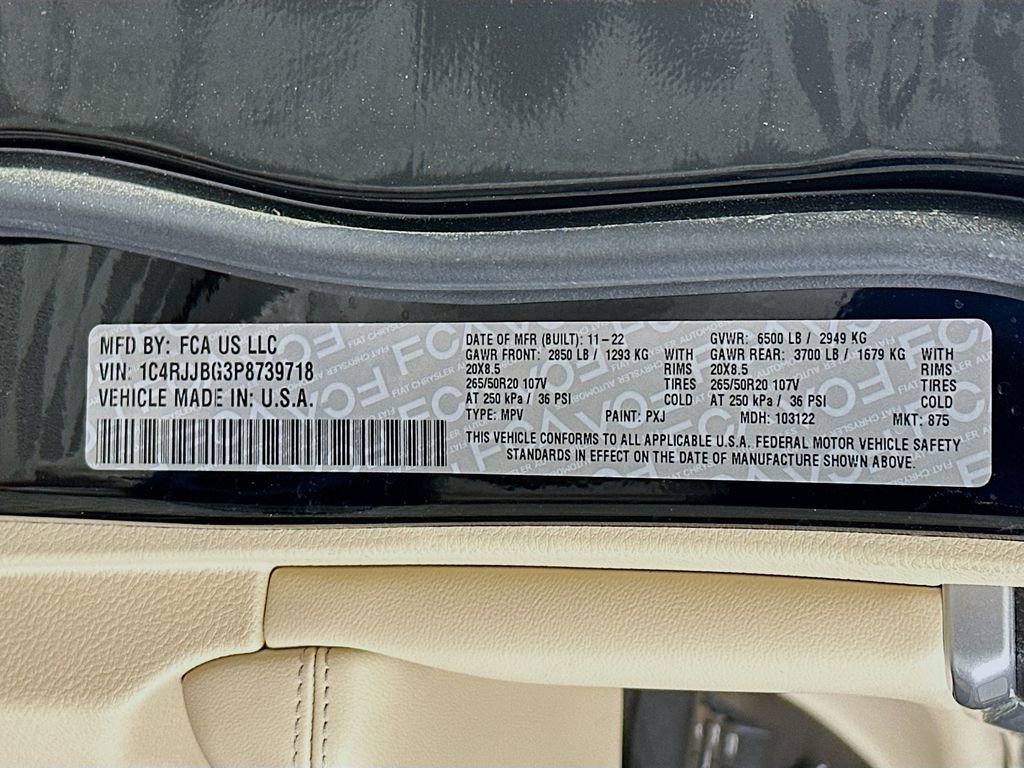 MFD BY: FCA US LLC
VIN: 1C4RJJBG3P8739718
VEHICLE MADE IN: U.S.A.
DATE OF MFR (BUILT): 11-22
GVWR: 6500 LB / 2949 KG
GAWR FRONT: 2850 LB / 1293 KG WITH
GAWR REAR: 3700 LB / 1679 KG WITH
20X8.5 RIMS
20X8.5 RIMS
265/50R20 107V TIRES
265/50R20 107V TIRES
AT 250 kPa / 36 PSI COLD
AT 250 kPa / 36 PSI COLD
TYPE: MPV PAINT: PXJ MDH: 103122 MKT: 875
THIS VEHICLE CONFORMS TO ALL APPLICABLE U.S.A. FEDERAL MOTOR VEHICLE SAFETY
STANDARDS IN EFFECT ON THE DATE OF MANUFACTURE SHOWN ABOVE.